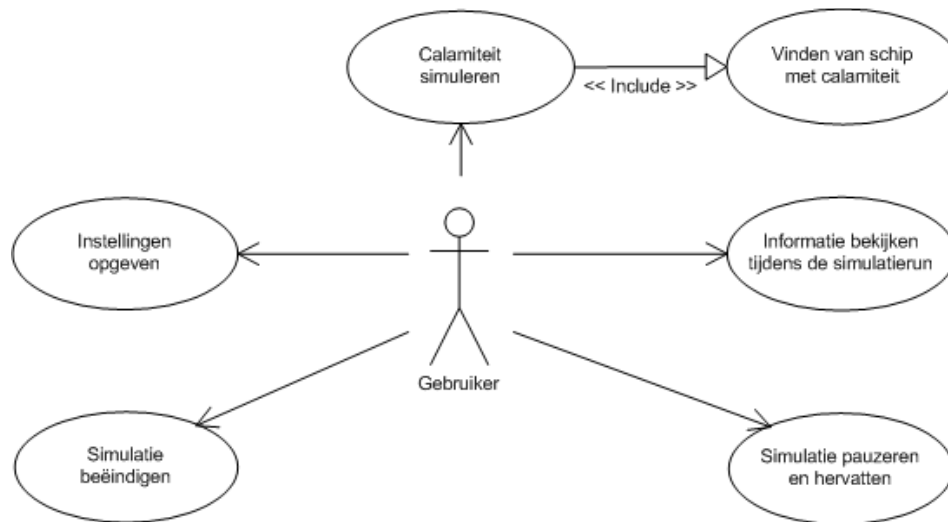 Calamiteit
simuleren
<< Include >>
Vinden van schip
met calamiteit
Instellingen
opgeven
Informatie bekijken
tijdens de simulatierun
Gebruiker
Simulatie
beëindigen
Simulatie pauzeren
en hervatten